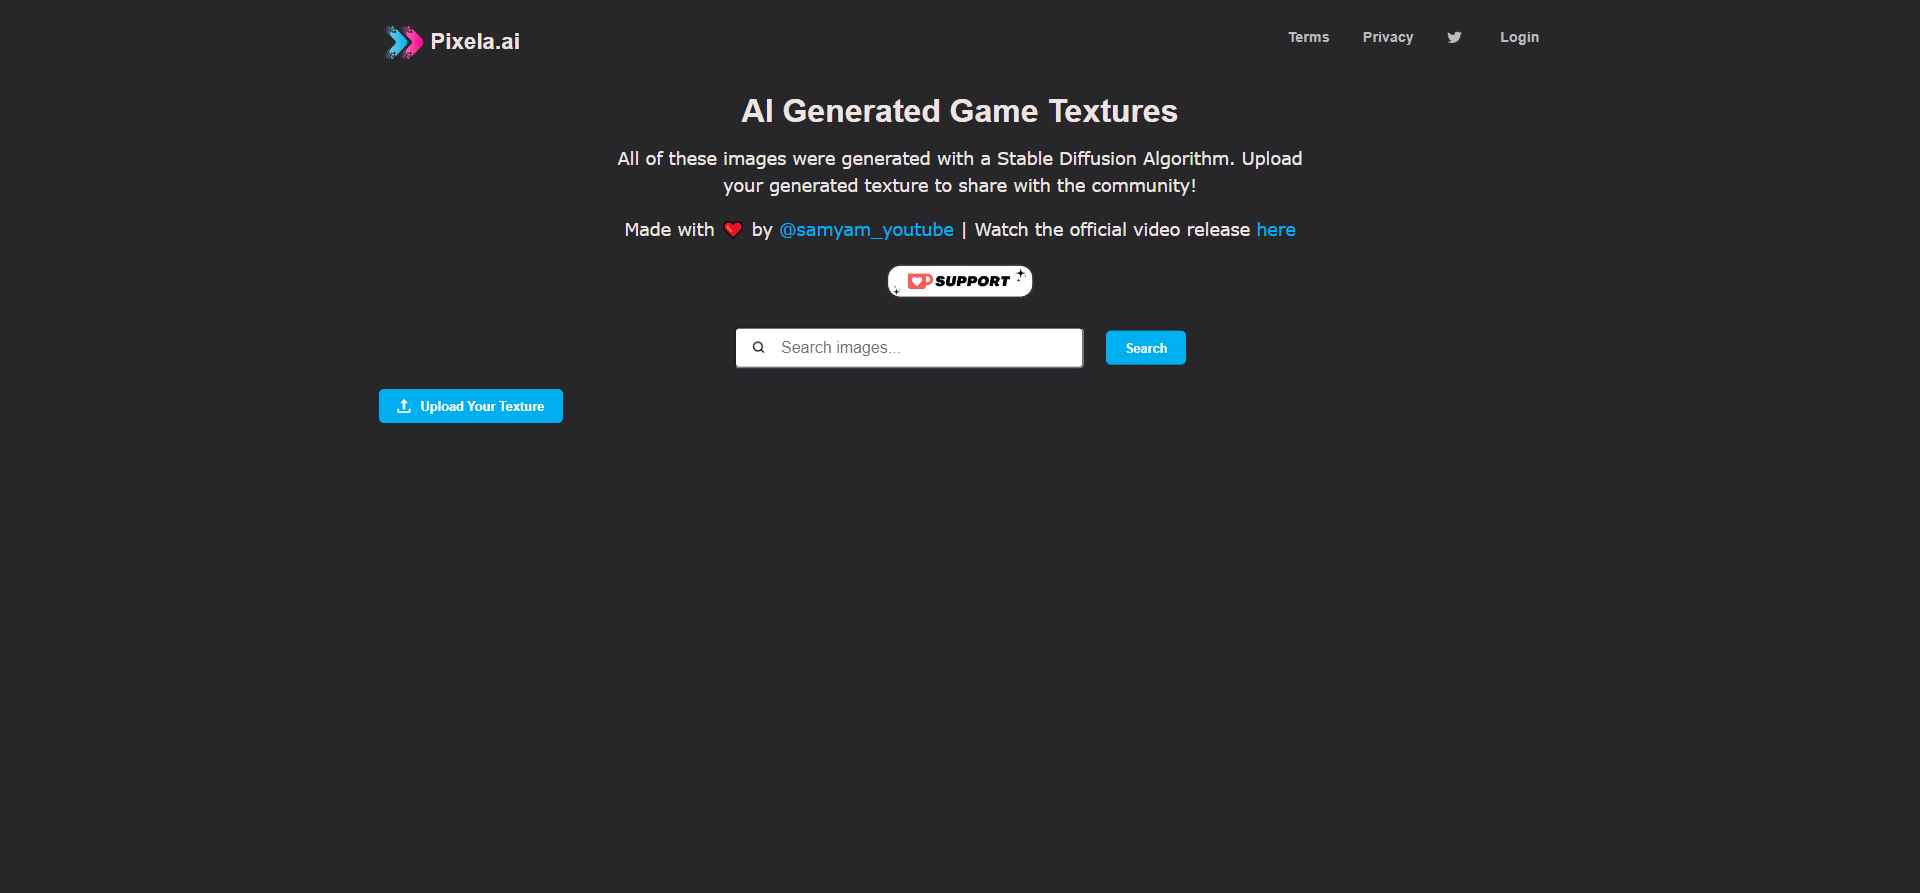 Pixela.ai
Terms
Privacy
Login
AI Generated Game Textures
All of these images were generated with a Stable Diffusion Algorithm. Upload
your generated texture to share with the community!
Made with ❤ by @samyam_youtube | Watch the official video release here
SUPPORT
Search images...
Search
Upload Your Texture